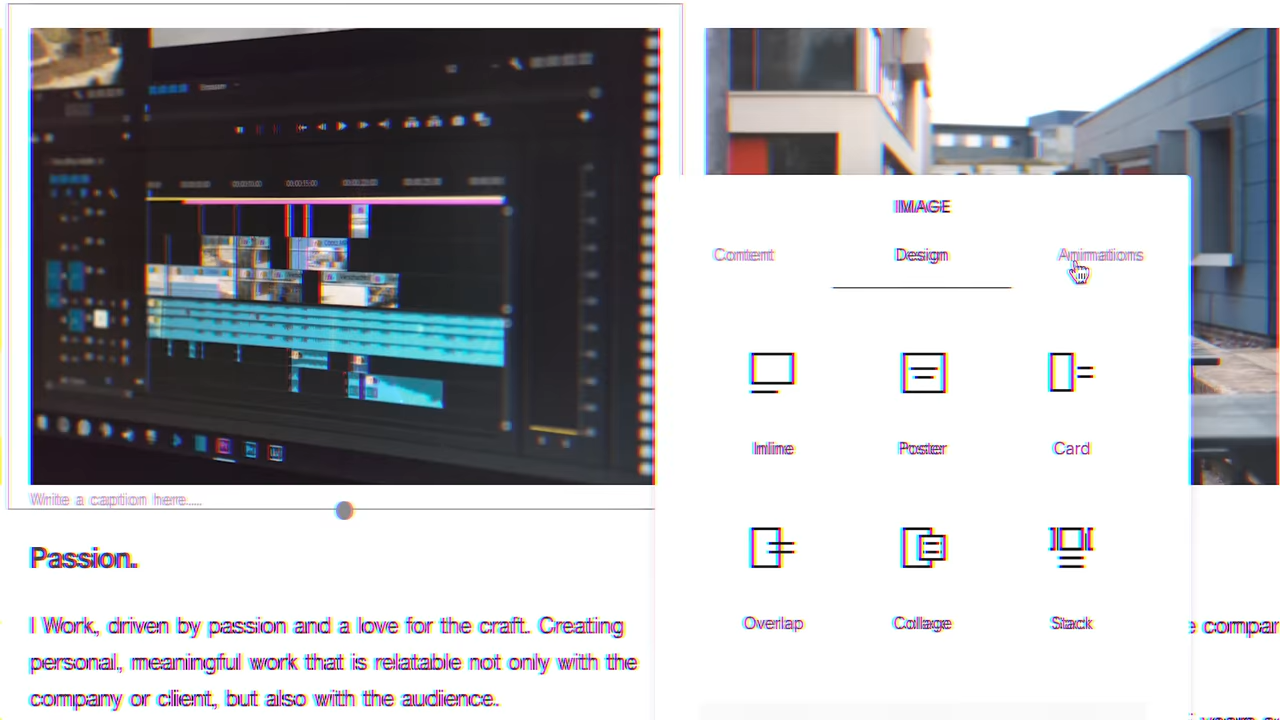 IMAGE
Content
Design
Animations
Inline
Poster
Card
Overlap
Collage
Stack
Write a caption here...
Passion.
I Work, driven by passion and a love for the craft. Creating
personal, meaningful work that is relatable not only with the
company or client, but also with the audience.